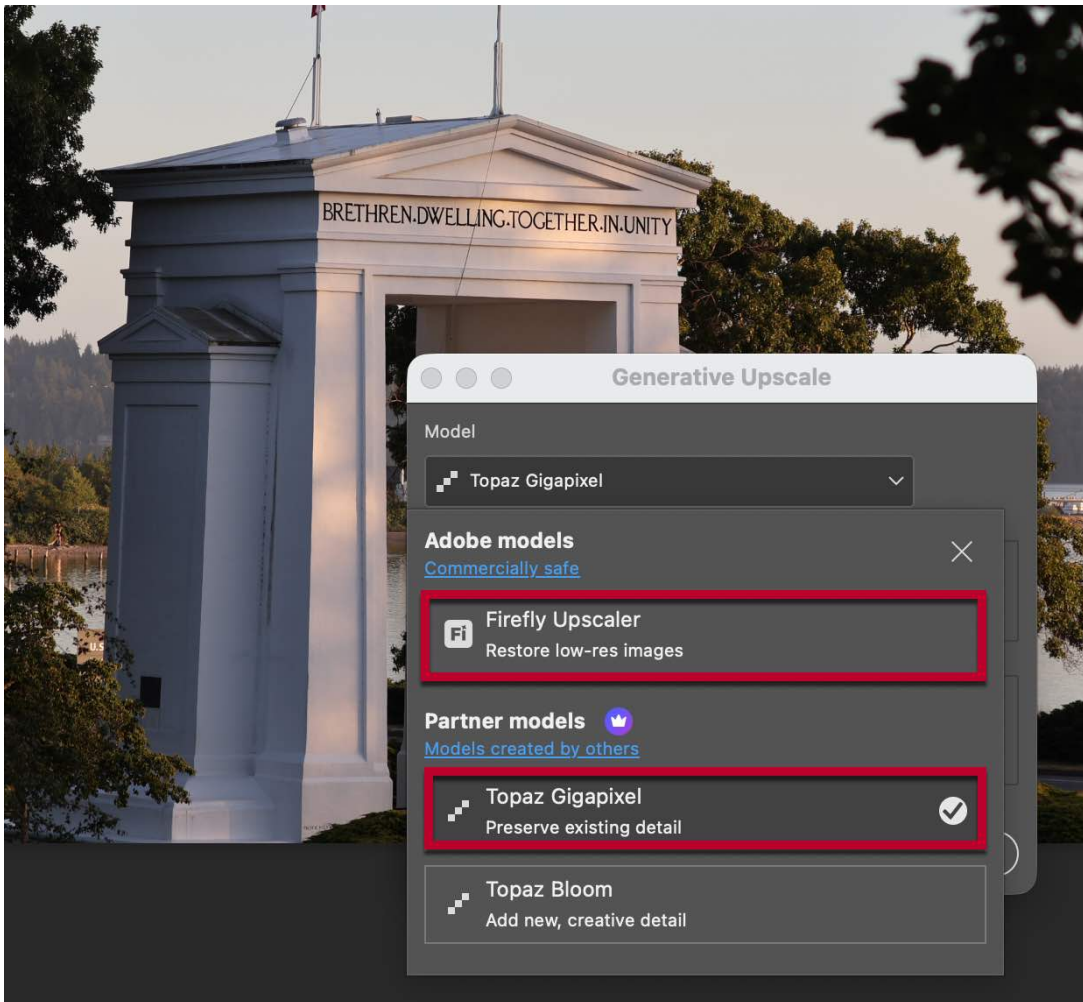 BRETHREN.DWELLING.TOGETHER.IN.UNITY
Generative Upscale
Model
Topaz Gigapixel
Adobe models
Commercially safe
Fi
Firefly Upscaler
Restore low-res images
U.S
Partner models
Models created by others
Topaz Gigapixel
Preserve existing detail
Topaz Bloom
Add new, creative detail